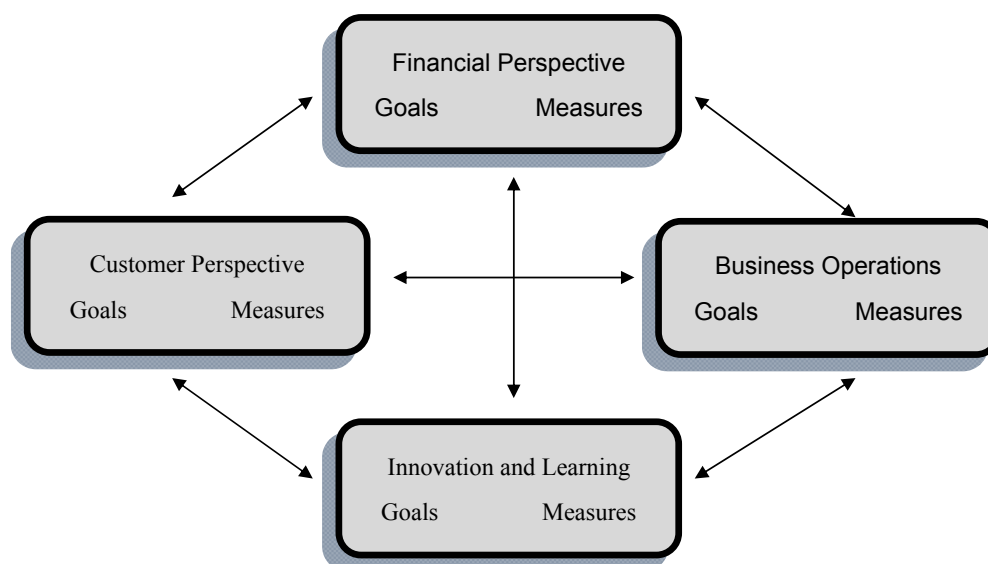 Financial Perspective
Goals Measures
Customer Perspective
Goals Measures
Business Operations
Goals Measures
Innovation and Learning
Goals Measures